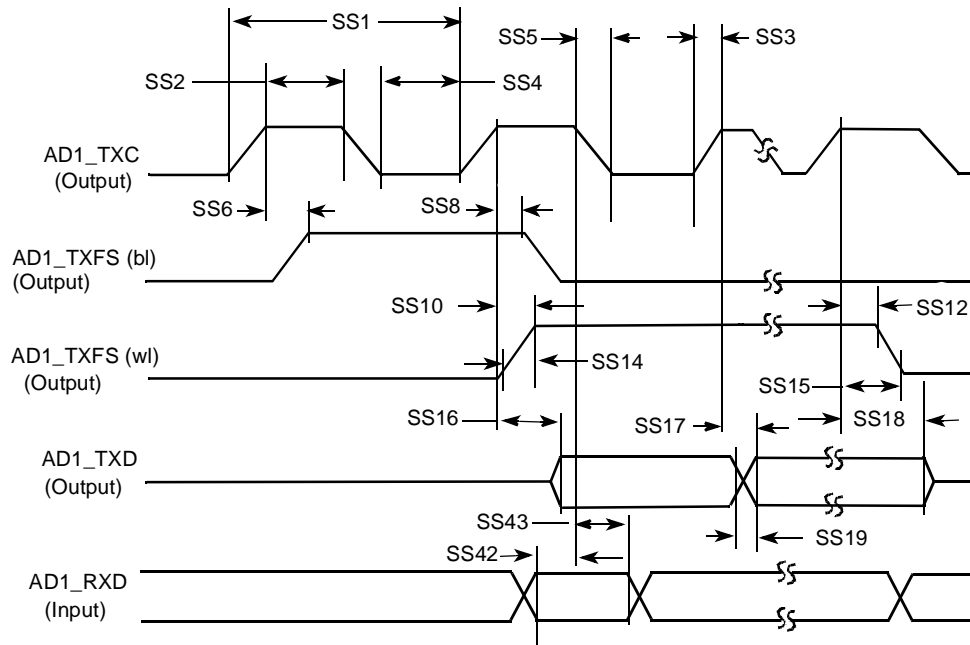 SS1
SS5
SS3
SS2
SS4
AD1_TXC
(Output)
SS6
SS8
AD1_TXFS (bl)
(Output)
SS10
SS12
AD1_TXFS (wl)
(Output)
SS14
SS15
SS16
SS17
SS18
AD1_TXD
(Output)
SS43
SS19
SS42
AD1_RXD
(Input)